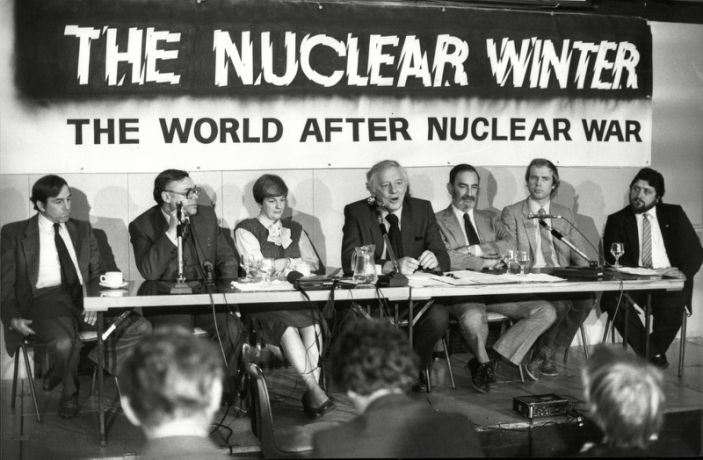 THE NUCLEAR WINTER
THE WORLD AFTER NUCLEAR WAR